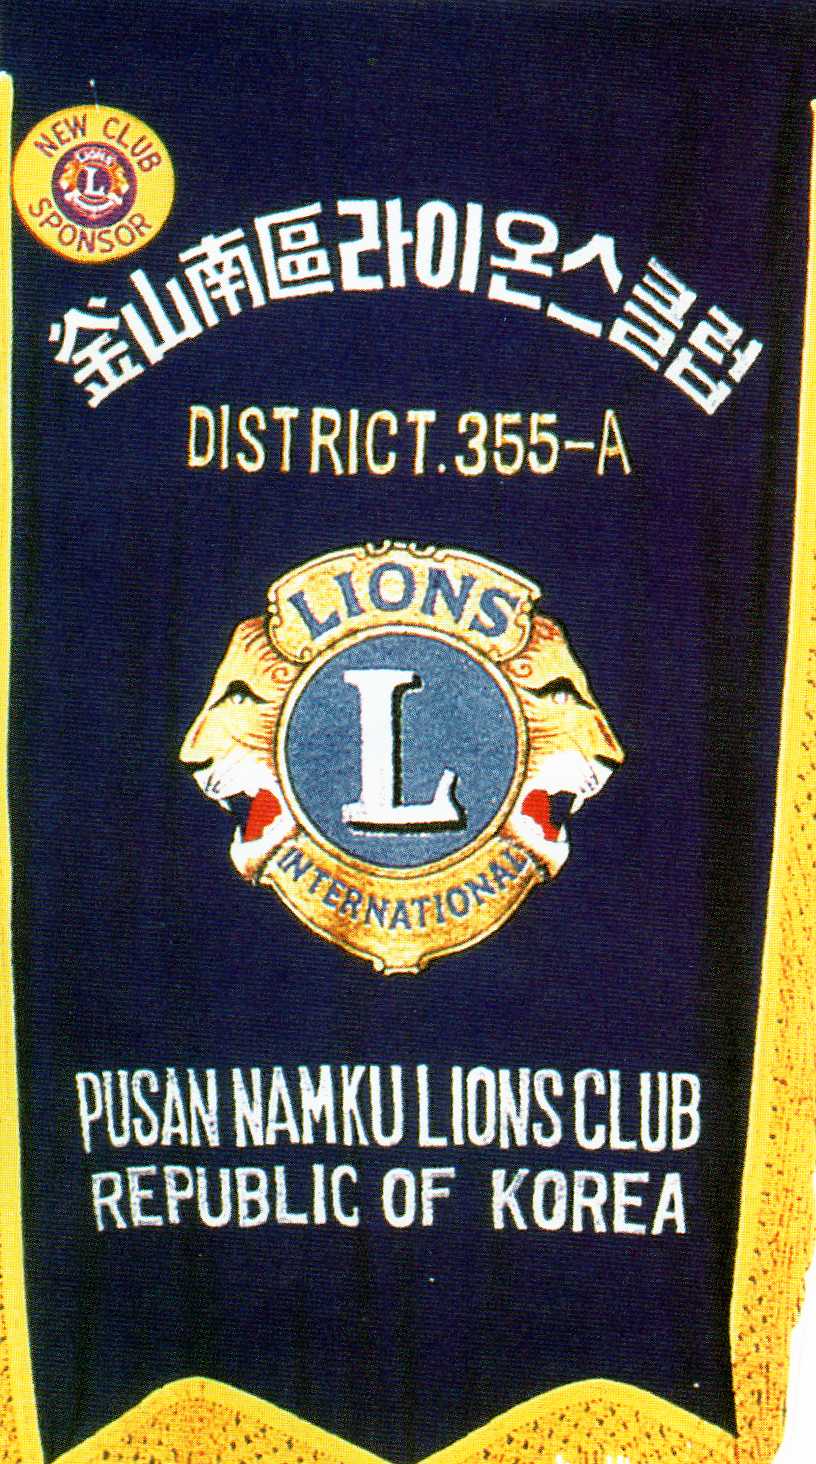 NEW CLUB
LIONS
L
SPONSOR
釜山南區라이온스클럽
DISTRICT.355-A
LIONS
L
INTERNATIONAL
PUSAN NAMKU LIONS CLUB
REPUBLIC OF KOREA